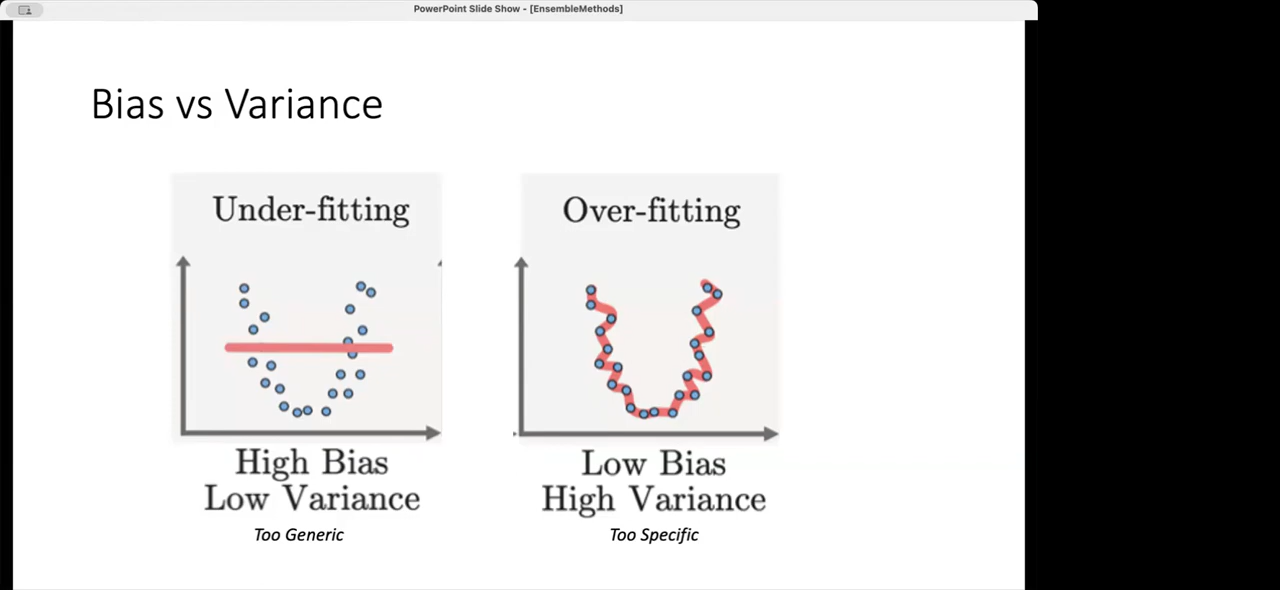 PowerPoint Slide Show - [EnsembleMethods]
Bias vs Variance
Under-fitting
High Bias
Low Variance
Too Generic
Over-fitting
Low Bias
High Variance
Too Specific